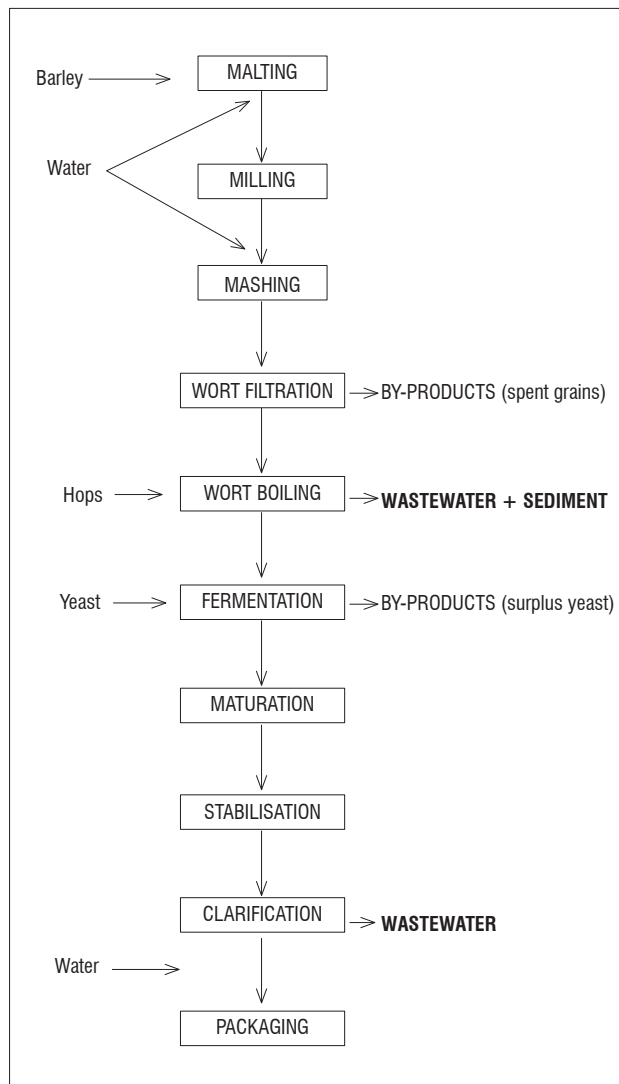 MALTING
Barley
Water
MILLING
MASHING
WORT FILTRATION
BY-PRODUCTS (spent grains)
Hops
WORT BOILING
WASTEWATER + SEDIMENT
Yeast
FERMENTATION
BY-PRODUCTS (surplus yeast)
MATURATION
STABILISATION
CLARIFICATION
WASTEWATER
Water
PACKAGING